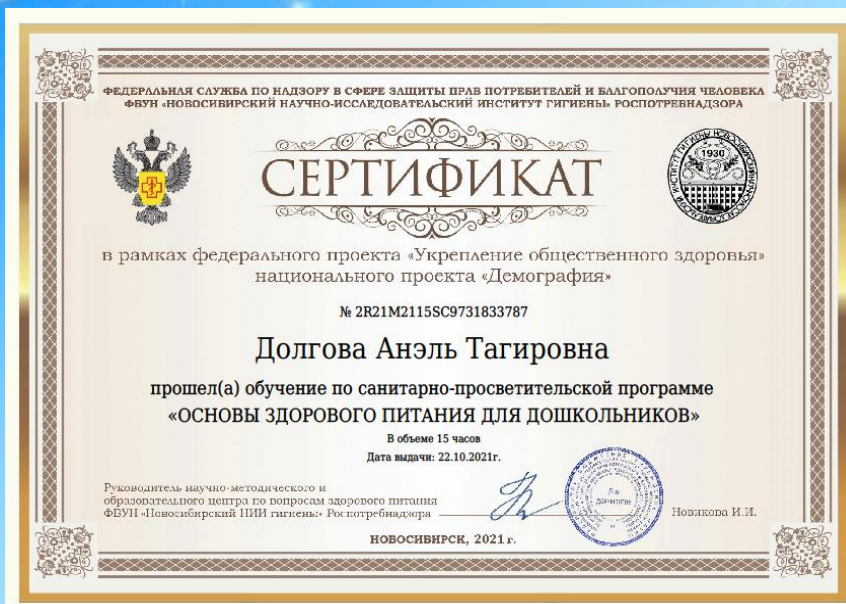 ФЕДЕРАЛЬНАЯ СЛУЖБА ПО НАДЗОРУ В СФЕРЕ ЗАЩИТЫ ПРАВ ПОТРЕБИТЕЛЕЙ И БЛАГОПОЛУЧИЯ ЧЕЛОВЕКА
ФБУН «НОВОСИБИРСКИЙ НАУЧНО-ИССЛЕДОВАТЕЛЬСКИЙ ИНСТИТУТ ГИГИЕНЫ» РОСПОТРЕБНАДЗОРА
1930
СЕРТИФИКАТ
в рамках федерального проекта «Укрепление общественного здоровья»
национального проекта «Демография»
№ 2R21M2115SC9731833787
Долгова Анэль Тагировна
прошел(а) обучение по санитарно-просветительской программе
«ОСНОВЫ ЗДОРОВОГО ПИТАНИЯ ДЛЯ ДОШКОЛЬНИКОВ»
В объеме 15 часов
Дата выдачи: 22.10.2021г.
Руководитель научно-методического и
образовательного центра по вопросам здорового питания
ФБУН «Новосибирский НИИ гигиены» Роспотребнадзора
Для документов
Новикова И.И.
НОВОСИБИРСК, 2021 г.